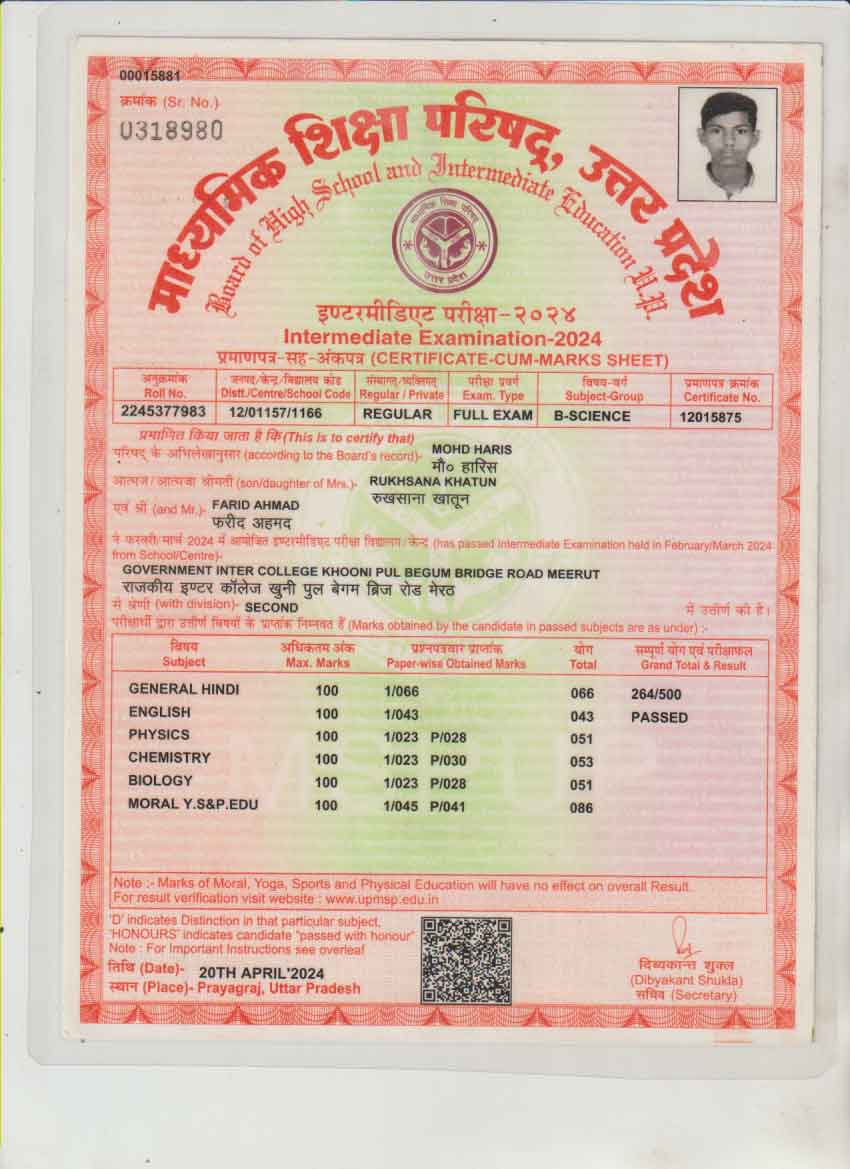 00015881
क्रमांक (Sr. No.)
0318980
माध्यमिक शिक्षा परिषद्, उत्तर प्रदेश
Board of High School and Intermediate Education U.P.
माध्यमिक शिक्षा परिषद्
उत्तर प्रदेश
इण्टरमीडिएट परीक्षा-२०२४
Intermediate Examination-2024
प्रमाणपत्र-सह-अंकपत्र (CERTIFICATE-CUM-MARKS SHEET)
अनुक्रमांक जनपद/केन्द्र/विद्यालय कोड संस्थागत/व्यक्तिगत परीक्षा प्रवर्ग विषय-वर्ग प्रमाणपत्र क्रमांक
Roll No. Distt./Centre/School Code Regular / Private Exam. Type Subject-Group Certificate No.
2245377983 12/01157/1166 REGULAR FULL EXAM B-SCIENCE 12015875
प्रमाणित किया जाता है कि (This is to certify that)
परिषद् के अभिलेखानुसार (according to the Board's record)- MOHD HARIS
मौ० हारिस
आत्मज/आत्मजा श्रीमती (son/daughter of Mrs.)- RUKHSANA KHATUN
रुखसाना खातून
एवं श्री (and Mr.)- FARID AHMAD
फरीद अहमद
ने फरवरी/मार्च 2024 में आयोजित इण्टरमीडिएट परीक्षा विद्यालय/केन्द्र (has passed Intermediate Examination held in February/March 2024
from School/Centre)-
GOVERNMENT INTER COLLEGE KHOONI PUL BEGUM BRIDGE ROAD MEERUT
राजकीय इण्टर कॉलेज खुनी पुल बेगम ब्रिज रोड मेरठ
से श्रेणी (with division)- SECOND में उत्तीर्ण की है।
परीक्षार्थी द्वारा उत्तीर्ण विषयों के प्राप्तांक निम्नवत हैं (Marks obtained by the candidate in passed subjects are as under) :-
विषय अधिकतम अंक प्रश्नपत्रवार प्राप्तांक योग सम्पूर्ण योग एवं परीक्षाफल
Subject Max. Marks Paper-wise Obtained Marks Total Grand Total & Result
GENERAL HINDI 100 1/066 066 264/500
ENGLISH 100 1/043 043 PASSED
PHYSICS 100 1/023 P/028 051
CHEMISTRY 100 1/023 P/030 053
BIOLOGY 100 1/023 P/028 051
MORAL Y.S&P.EDU 100 1/045 P/041 086
Note :- Marks of Moral, Yoga, Sports and Physical Education will have no effect on overall Result.
For result verification visit website : www.upmsp.edu.in
'D' indicates Distinction in that particular subject,
'HONOURS' indicates candidate "passed with honour"
Note : For Important Instructions see overleaf
तिथि (Date)- 20TH APRIL'2024
स्थान (Place)- Prayagraj, Uttar Pradesh
दिब्यकान्त शुक्ल
(Dibyakant Shukla)
सचिव (Secretary)